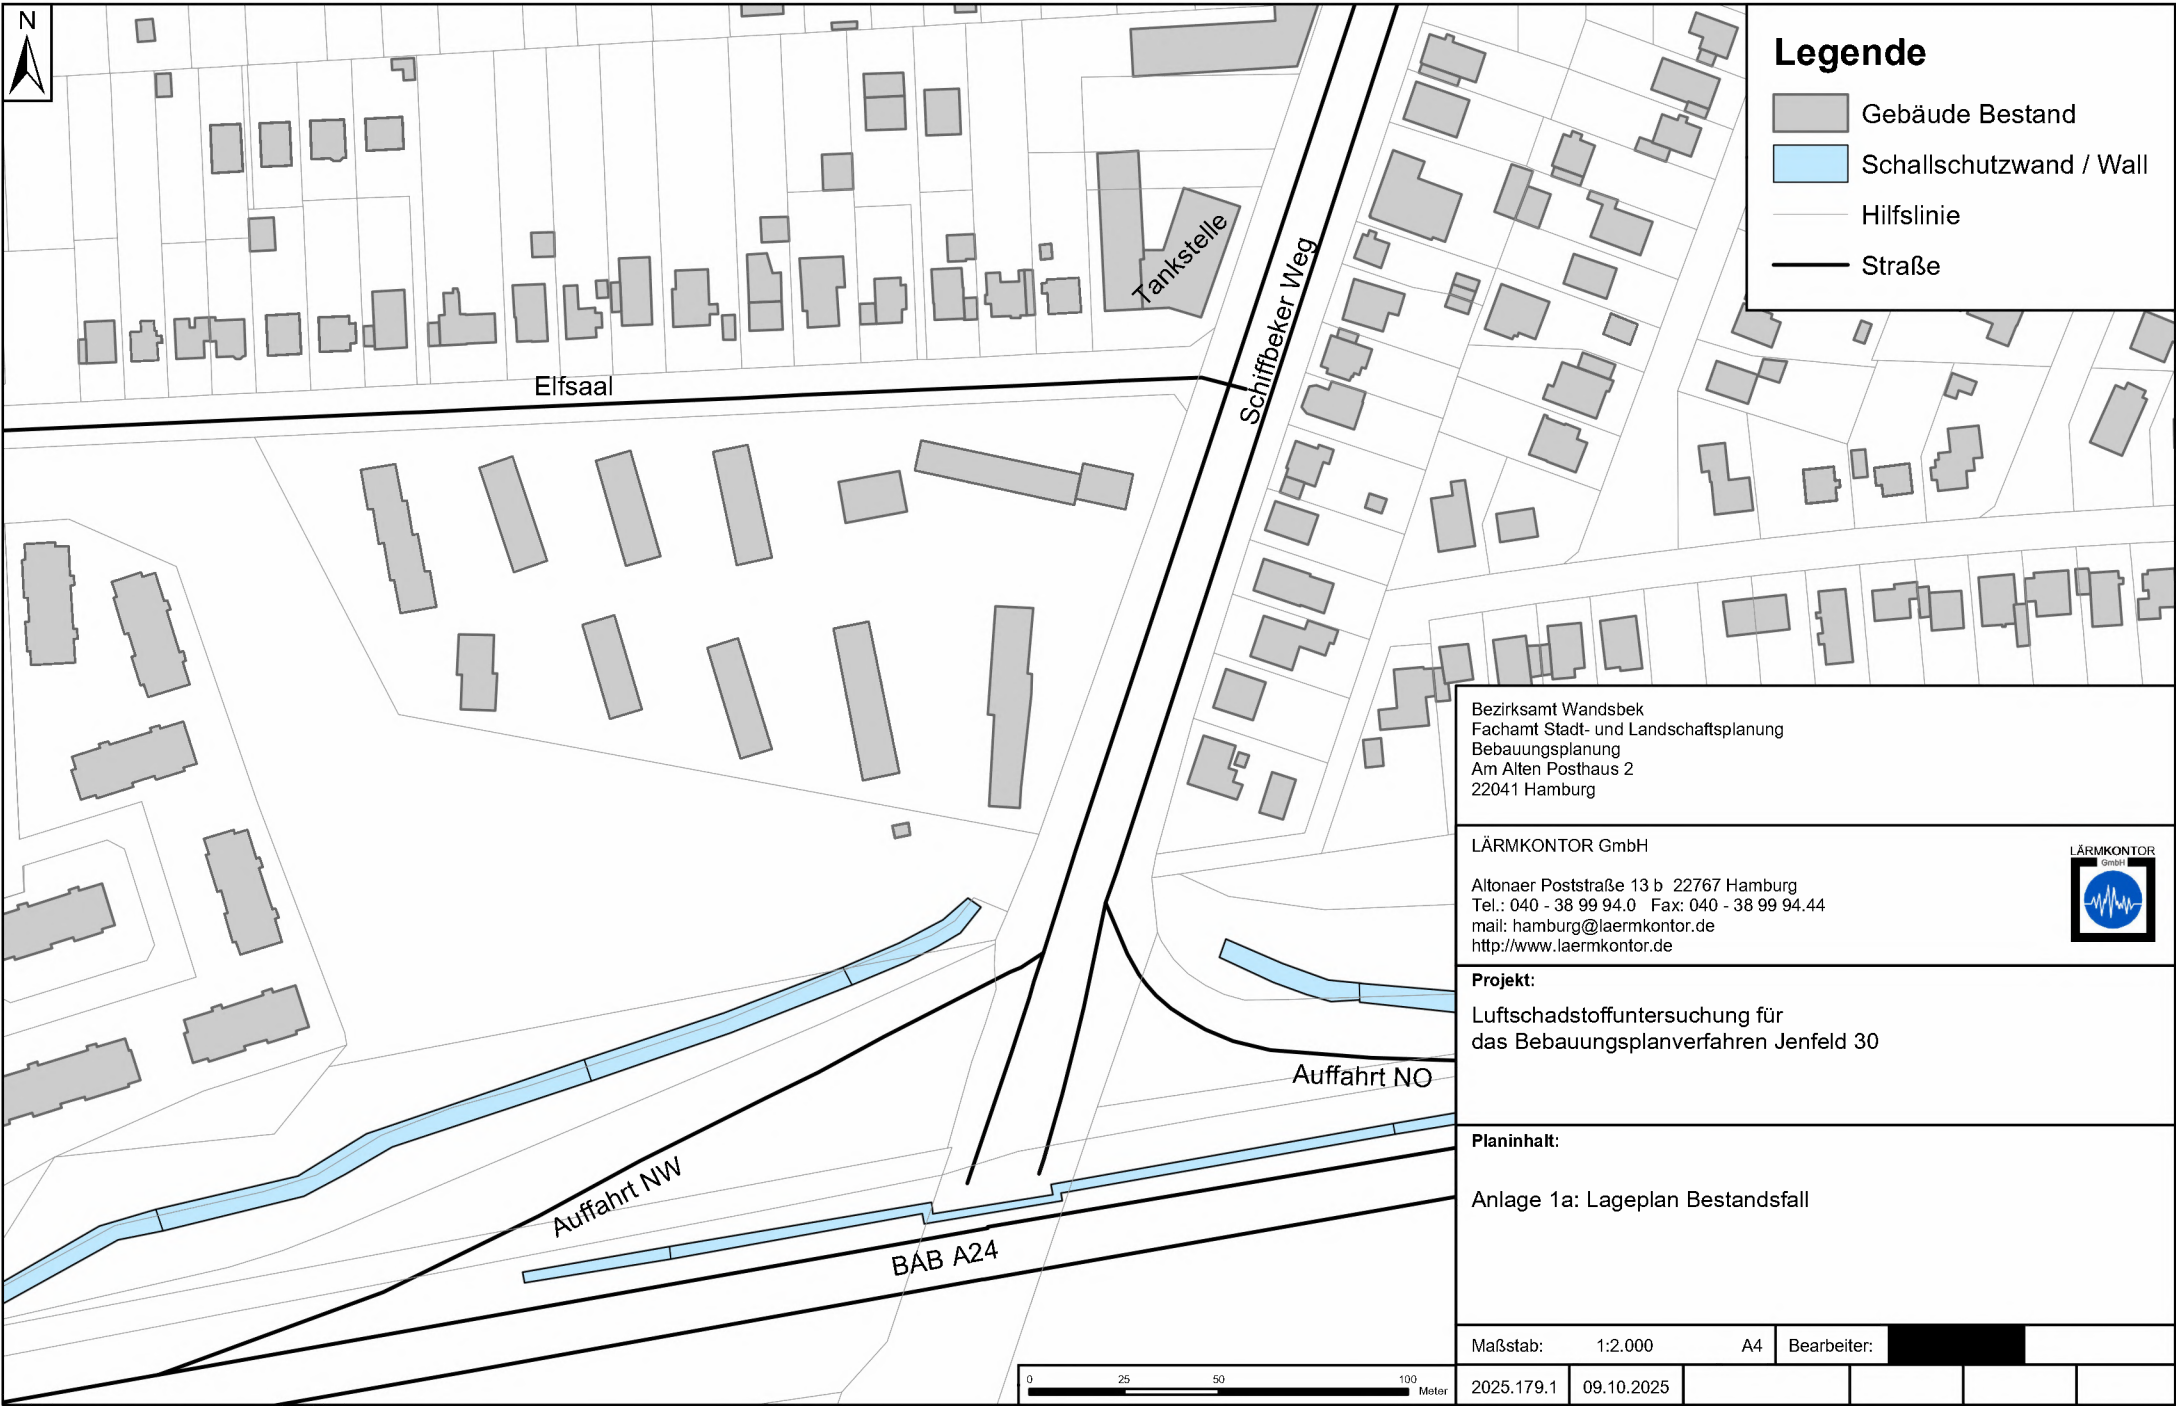 N
Legende
Gebäude Bestand
Schallschutzwand / Wall
Hilfslinie
Straße
Tankstelle
Schiffbeker Weg
Elfsaal
Auffahrt NO
Auffahrt NW
BAB A24
0 25 50 100 Meter
Bezirksamt Wandsbek
Fachamt Stadt- und Landschaftsplanung
Bebauungsplanung
Am Alten Posthaus 2
22041 Hamburg
LÄRMKONTOR GmbH
Altonaer Poststraße 13 b 22767 Hamburg
Tel.: 040 - 38 99 94.0 Fax: 040 - 38 99 94.44
mail: hamburg@laermkontor.de
http://www.laermkontor.de
LÄRMKONTOR
GmbH
Projekt:
Luftschadstoffuntersuchung für
das Bebauungsplanverfahren Jenfeld 30
Planinhalt:
Anlage 1a: Lageplan Bestandsfall
Maßstab: 1:2.000 A4 Bearbeiter:
2025.179.1 09.10.2025